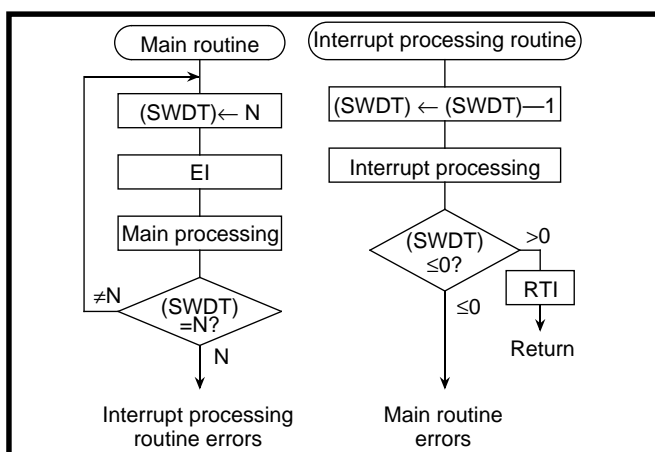 Main routine
(SWDT)← N
EI
Main processing
≠N
(SWDT)
=N?
N
Interrupt processing
routine errors
Interrupt processing routine
(SWDT) ← (SWDT)—1
Interrupt processing
(SWDT)
≤0?
>0
RTI
Return
≤0
Main routine
errors